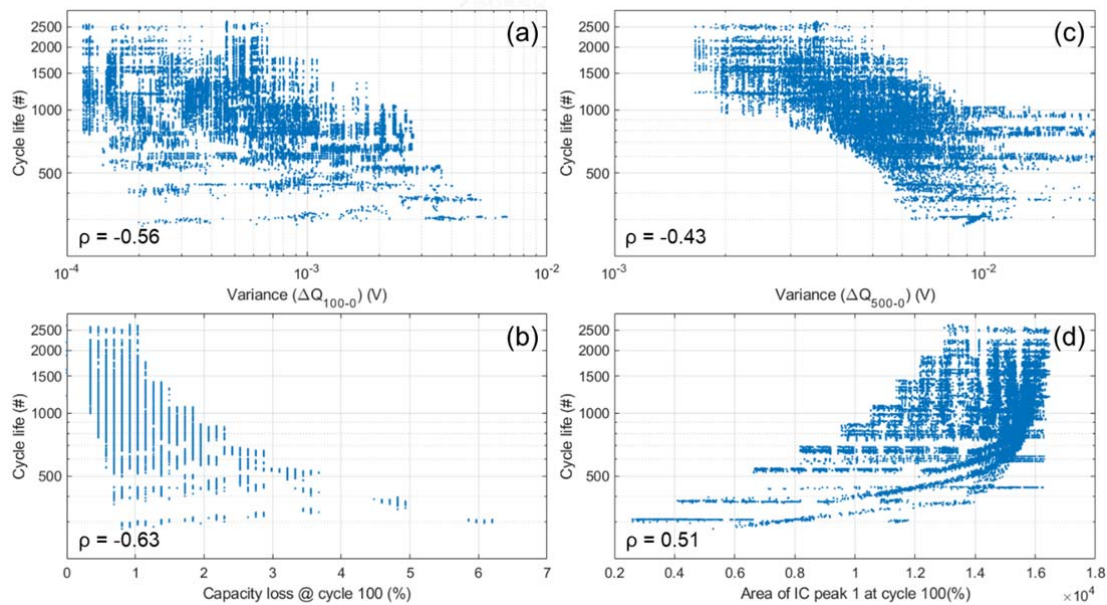 (a)
2500
2000
1500
1000
500
Cycle life (#)
ρ = -0.56
10-4
10-3
10-2
Variance (ΔQ100-0) (V)
(c)
2500
2000
1500
1000
500
Cycle life (#)
ρ = -0.43
10-3
10-2
Variance (ΔQ500-0) (V)
(b)
2500
2000
1500
1000
500
Cycle life (#)
ρ = -0.63
0 1 2 3 4 5 6 7
Capacity loss @ cycle 100 (%)
(d)
2500
2000
1500
1000
500
Cycle life (#)
ρ = 0.51
0.2 0.4 0.6 0.8 1 1.2 1.4 1.6 1.8
×104
Area of IC peak 1 at cycle 100(%)